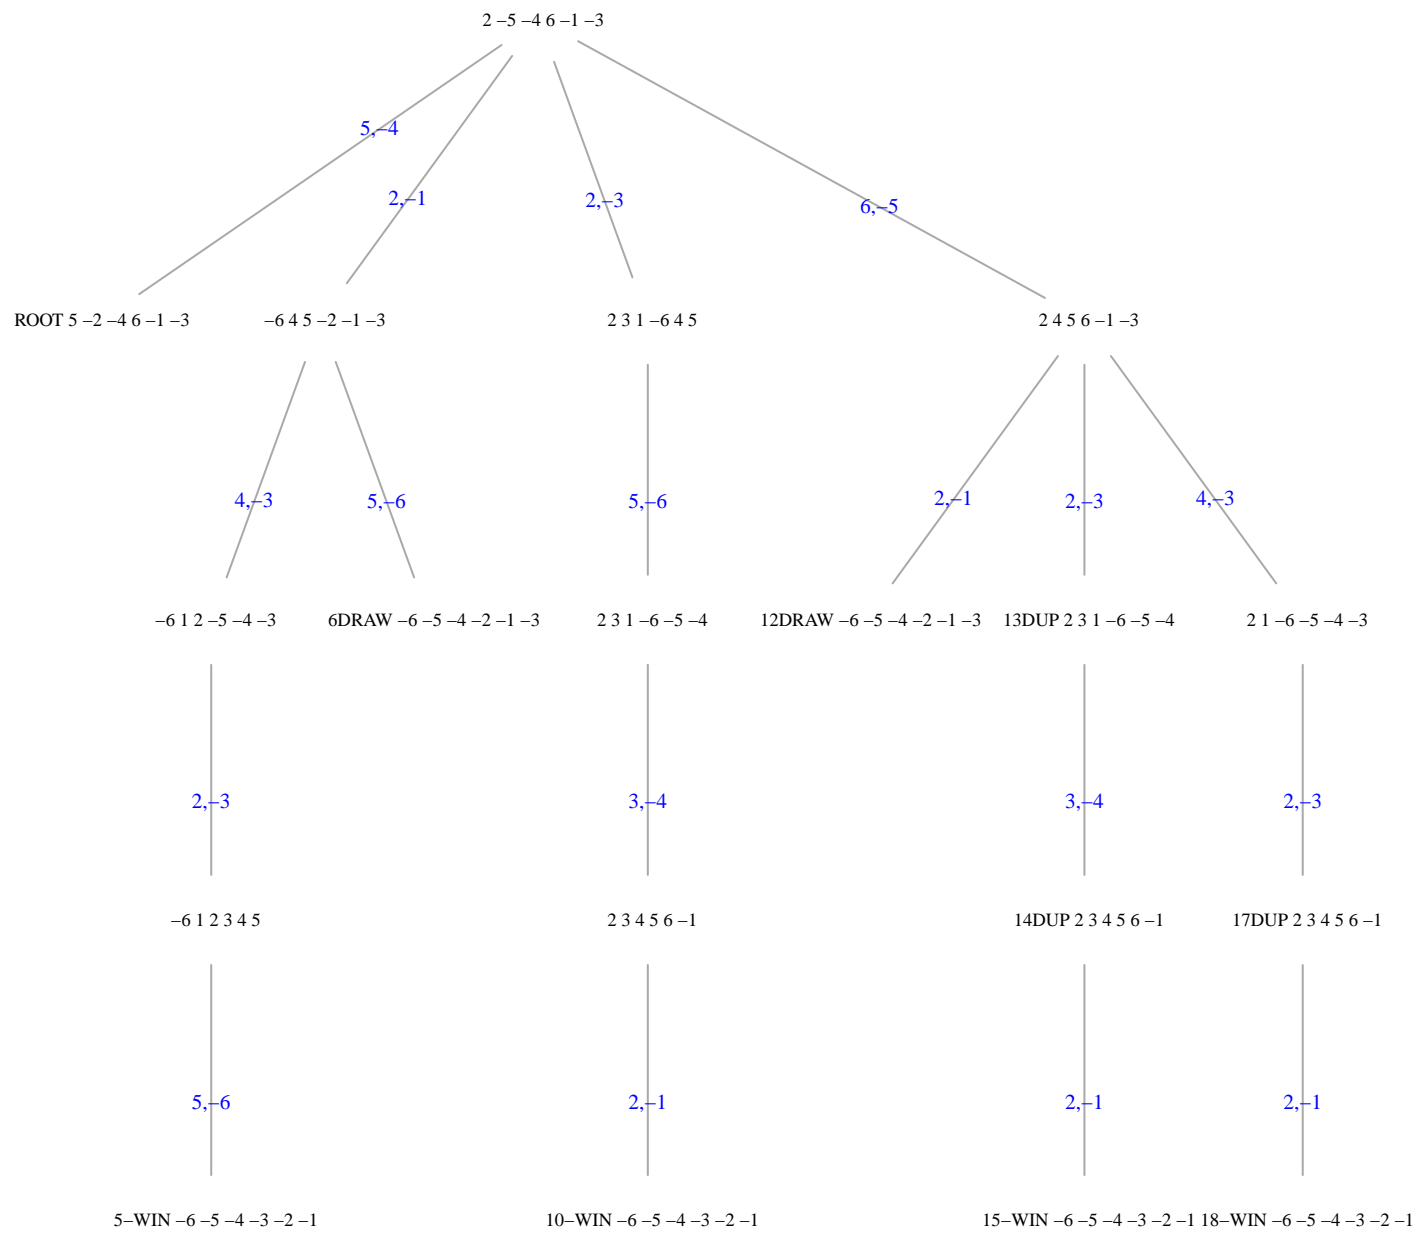 2 –5 –4 6 –1 –3
5,–4
2,–1
2,–3
6,–5
ROOT 5 –2 –4 6 –1 –3
–6 4 5 –2 –1 –3
2 3 1 –6 4 5
2 4 5 6 –1 –3
4,–3
5,–6
5,–6
2,–1
2,–3
4,–3
–6 1 2 –5 –4 –3
6DRAW –6 –5 –4 –2 –1 –3
2 3 1 –6 –5 –4
12DRAW –6 –5 –4 –2 –1 –3
13DUP 2 3 1 –6 –5 –4
2 1 –6 –5 –4 –3
2,–3
3,–4
3,–4
2,–3
–6 1 2 3 4 5
2 3 4 5 6 –1
14DUP 2 3 4 5 6 –1
17DUP 2 3 4 5 6 –1
5,–6
2,–1
2,–1
2,–1
5–WIN –6 –5 –4 –3 –2 –1
10–WIN –6 –5 –4 –3 –2 –1
15–WIN –6 –5 –4 –3 –2 –1
18–WIN –6 –5 –4 –3 –2 –1